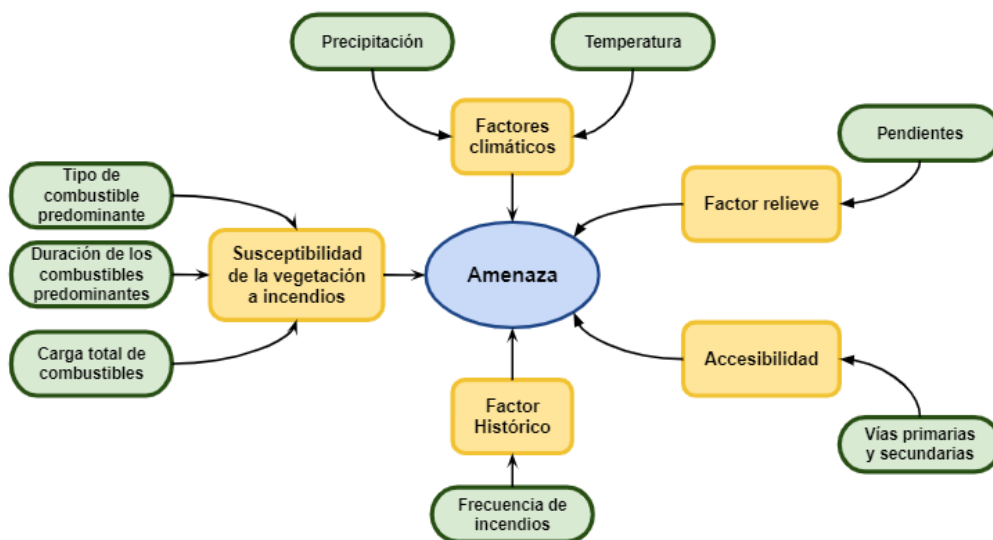 Precipitación
Temperatura
Factores
climáticos
Pendientes
Tipo de
combustible
predominante
Factor relieve
Duración de los
combustibles
predominantes
Susceptibilidad
de la vegetación
a incendios
Amenaza
Carga total de
combustibles
Accesibilidad
Factor
Histórico
Vías primarias
y secundarias
Frecuencia de
incendios